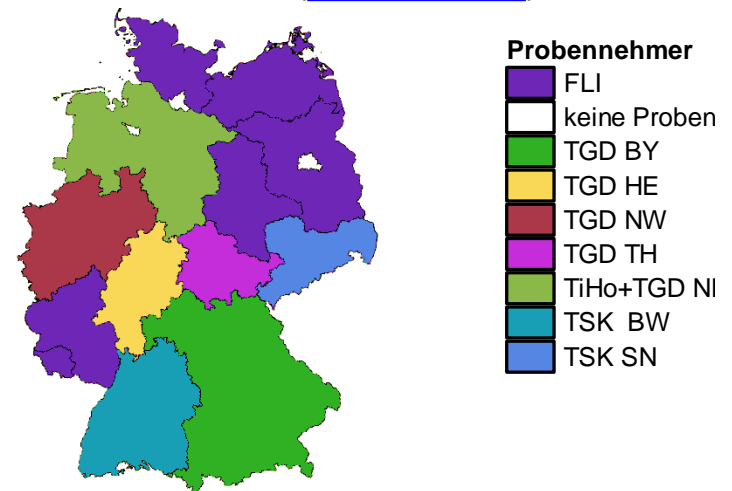 Probennehmer
FLI
keine Proben
TGD BY
TGD HE
TGD NW
TGD TH
TiHo+TGD NI
TSK BW
TSK SN